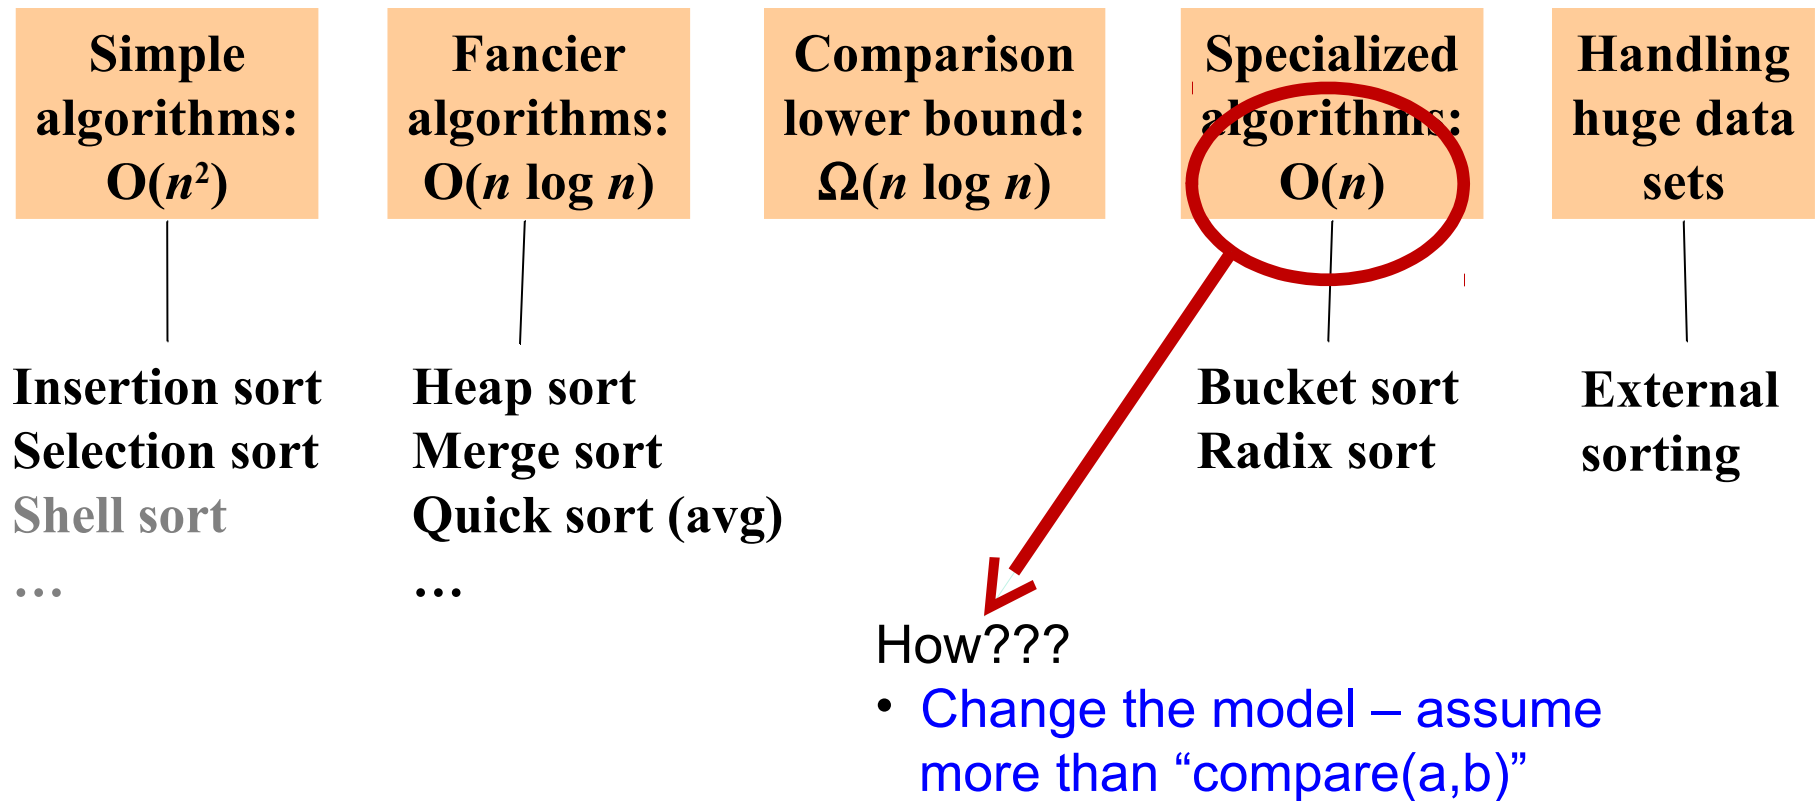 Simple
algorithms:
O(n²)
Fancier
algorithms:
O(n log n)
Comparison
lower bound:
Ω(n log n)
Specialized
algorithms:
O(n)
Handling
huge data
sets
Insertion sort
Selection sort
Shell sort
…
Heap sort
Merge sort
Quick sort (avg)
…
Bucket sort
Radix sort
External
sorting
How???
• Change the model – assume
more than “compare(a,b)”